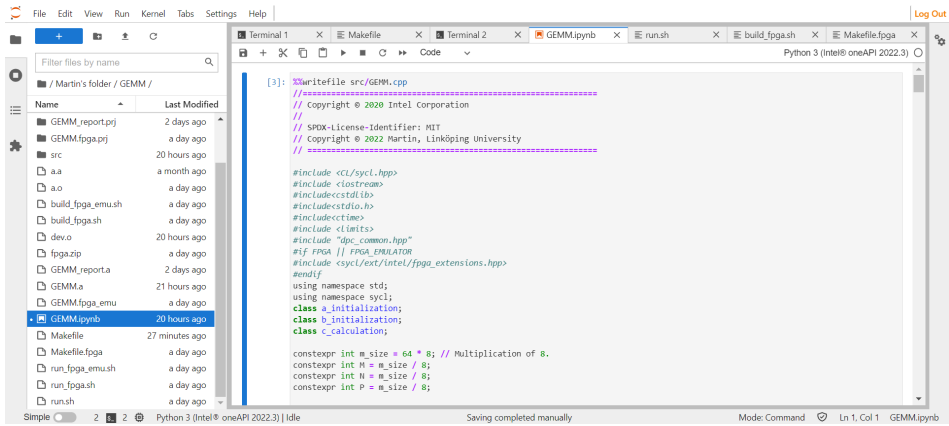 File Edit View Run Kernel Tabs Settings Help
Log Out
+
Filter files by name
/ Martin's folder / GEMM /
Name Last Modified
GEMM_report.prj 2 days ago
GEMM.fpga.prj a day ago
src 20 hours ago
a.a a month ago
a.o a day ago
build_fpga_emu.sh a day ago
build_fpga.sh a day ago
dev.o 20 hours ago
fpga.zip a day ago
GEMM_report.a 2 days ago
GEMM.a 21 hours ago
GEMM.fpga_emu a day ago
GEMM.ipynb 20 hours ago
Makefile 27 minutes ago
Makefile.fpga a day ago
run_fpga_emu.sh a day ago
run_fpga.sh a day ago
run.sh a day ago
Terminal 1 Makefile Terminal 2 GEMM.ipynb run.sh build_fpga.sh Makefile.fpga
Code Python 3 (Intel® oneAPI 2022.3)
[3]: %%writefile src/GEMM.cpp
//==============================================================
// Copyright © 2020 Intel Corporation
//
// SPDX-License-Identifier: MIT
// Copyright © 2022 Martin, Linköping University
// =============================================================
#include <CL/sycl.hpp>
#include <iostream>
#include<cstdlib>
#include<stdio.h>
#include<ctime>
#include <limits>
#include "dpc_common.hpp"
#if FPGA || FPGA_EMULATOR
#include <sycl/ext/intel/fpga_extensions.hpp>
#endif
using namespace std;
using namespace sycl;
class a_initialization;
class b_initialization;
class c_calculation;
constexpr int m_size = 64 * 8; // Multiplication of 8.
constexpr int M = m_size / 8;
constexpr int N = m_size / 8;
constexpr int P = m_size / 8;
Simple 2 2 Python 3 (Intel® oneAPI 2022.3) | Idle Saving completed manually Mode: Command Ln 1, Col 1 GEMM.ipynb